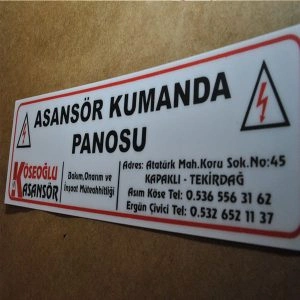 ASANSÖR KUMANDA
PANOSU
KÖSEOĞLU
ASANSÖR
Bakım,Onarım ve
İnşaat Müteahhitliği
Adres: Atatürk Mah.Koru Sok.No:45
KAPAKLI - TEKİRDAĞ
Asım Köse Tel: 0.536 556 31 62
Ergün Çivici Tel: 0.532 652 11 37